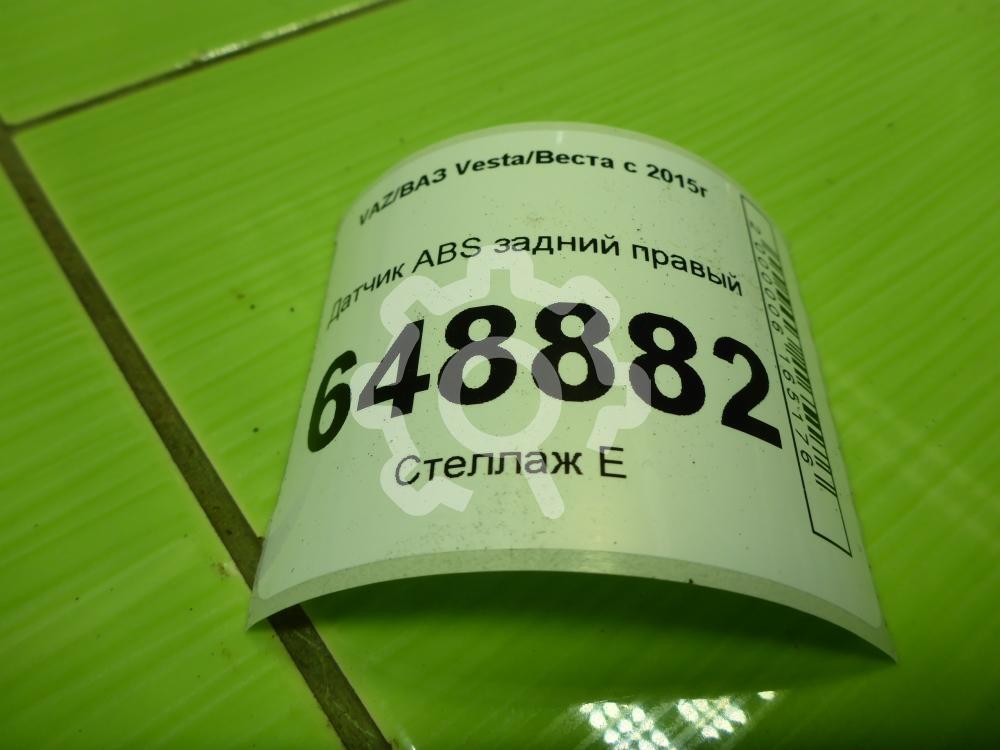 VAZ/ВАЗ Vesta/Веста с 2015г
Датчик ABS задний правый
648882
Стеллаж Е